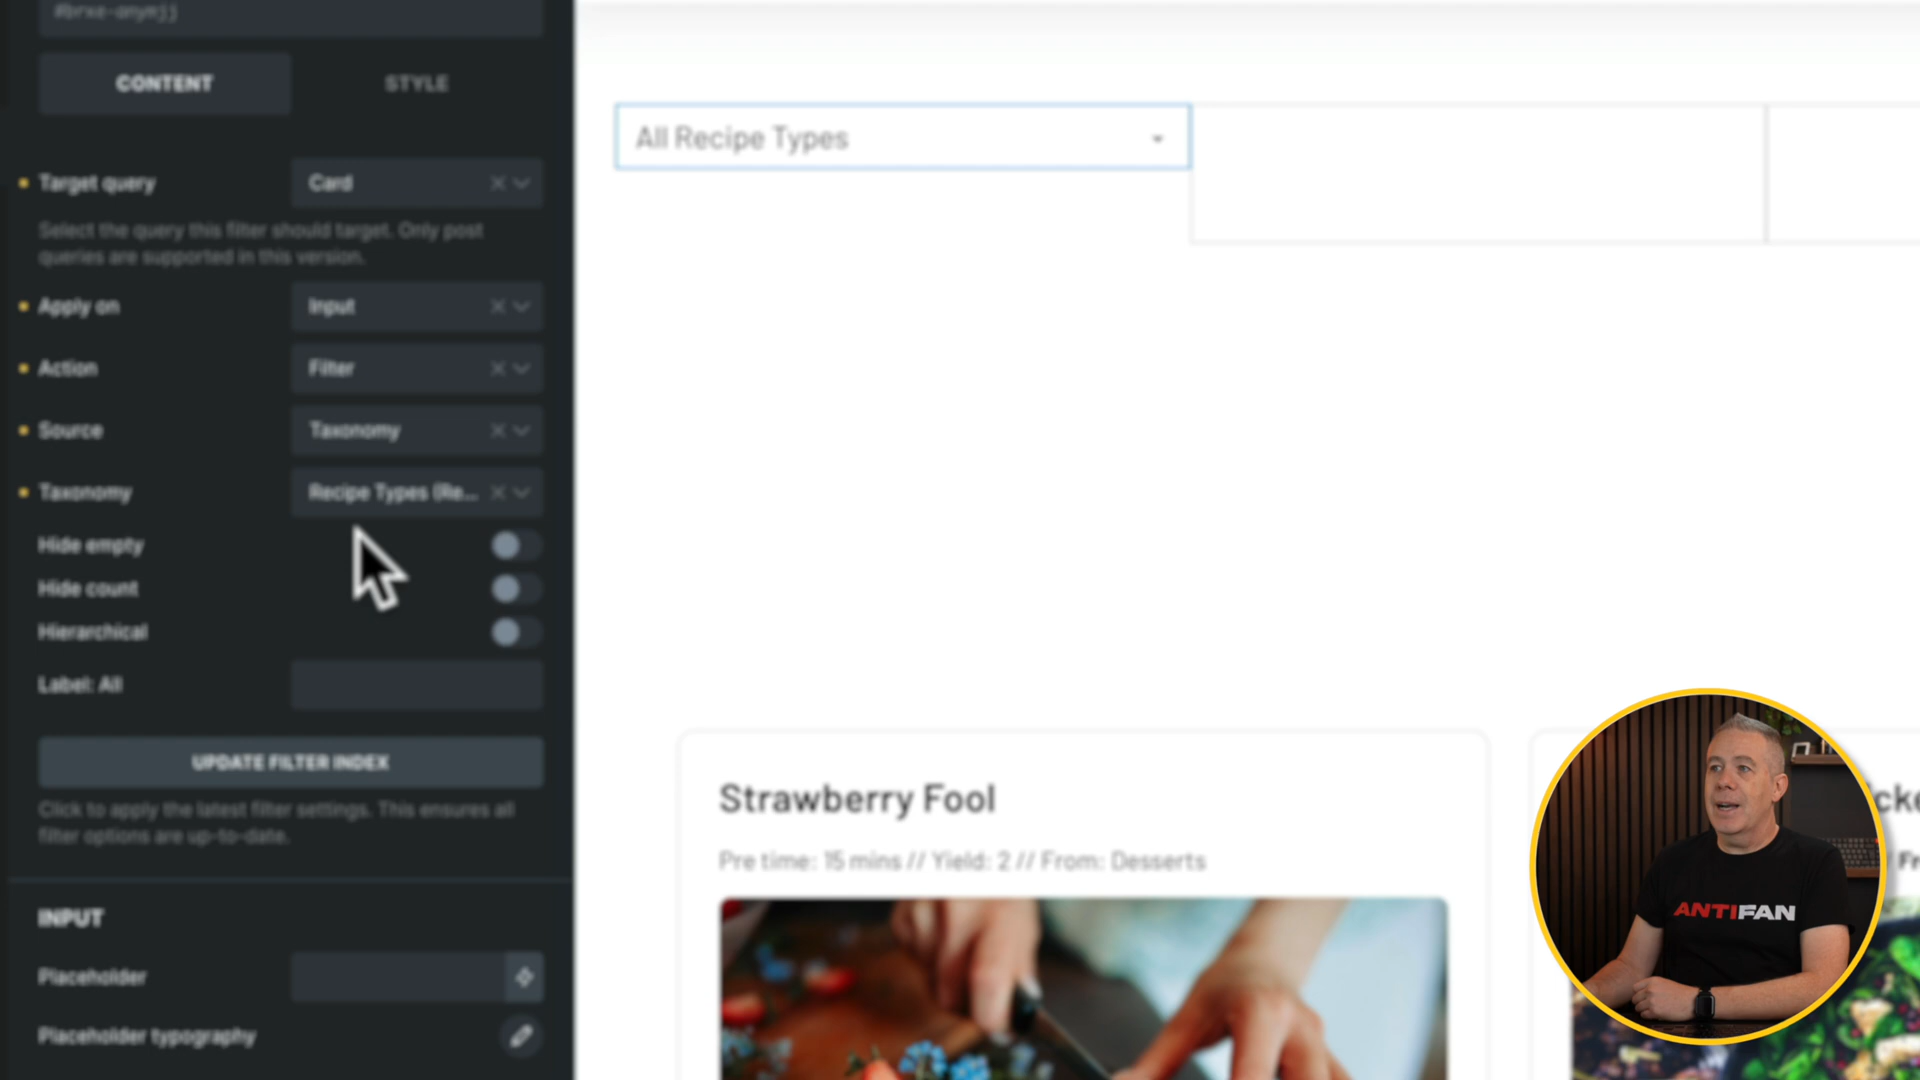 #brxe-anymjj
CONTENT
STYLE
Target query
Card
Select the query this filter should target. Only post
queries are supported in this version.
Apply on
Input
Action
Filter
Source
Taxonomy
Taxonomy
Recipe Types (Re...
Hide empty
Hide count
Hierarchical
Label: All
UPDATE FILTER INDEX
Click to apply the latest filter settings. This ensures all
filter options are up-to-date.
INPUT
Placeholder
Placeholder typography
All Recipe Types
Strawberry Fool
Pre time: 15 mins // Yield: 2 // From: Desserts
ANTIFAN